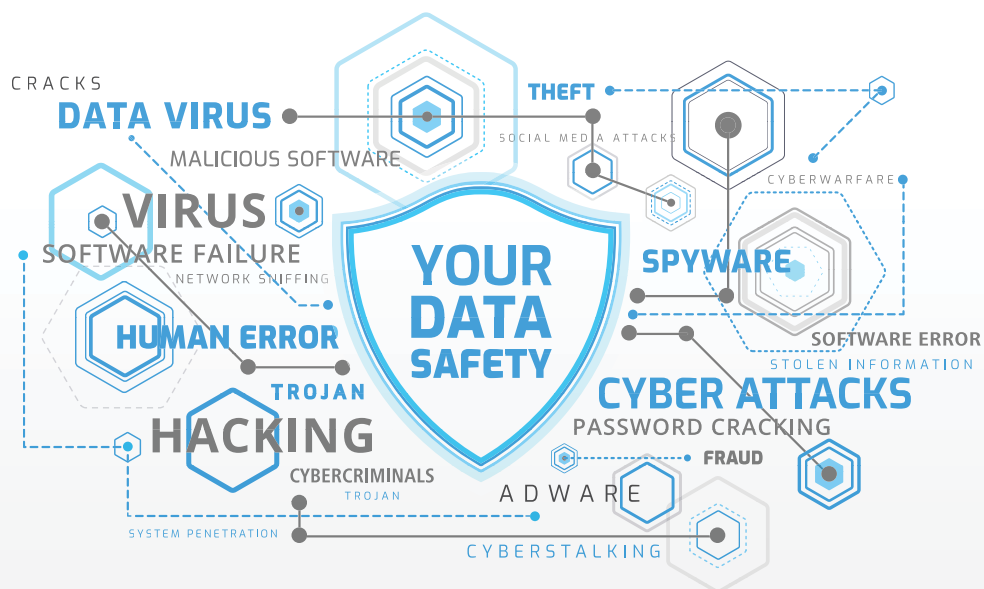 CRACKS
THEFT
DATA VIRUS
SOCIAL MEDIA ATTACKS
MALICIOUS SOFTWARE
CYBERWARFARE
VIRUS
SOFTWARE FAILURE
NETWORK SNIFFING
YOUR
DATA
SAFETY
SPYWARE
HUMAN ERROR
SOFTWARE ERROR
STOLEN INFORMATION
TROJAN
CYBER ATTACKS
HACKING
PASSWORD CRACKING
FRAUD
CYBERCRIMINALS
TROJAN
ADWARE
SYSTEM PENETRATION
CYBERSTALKING